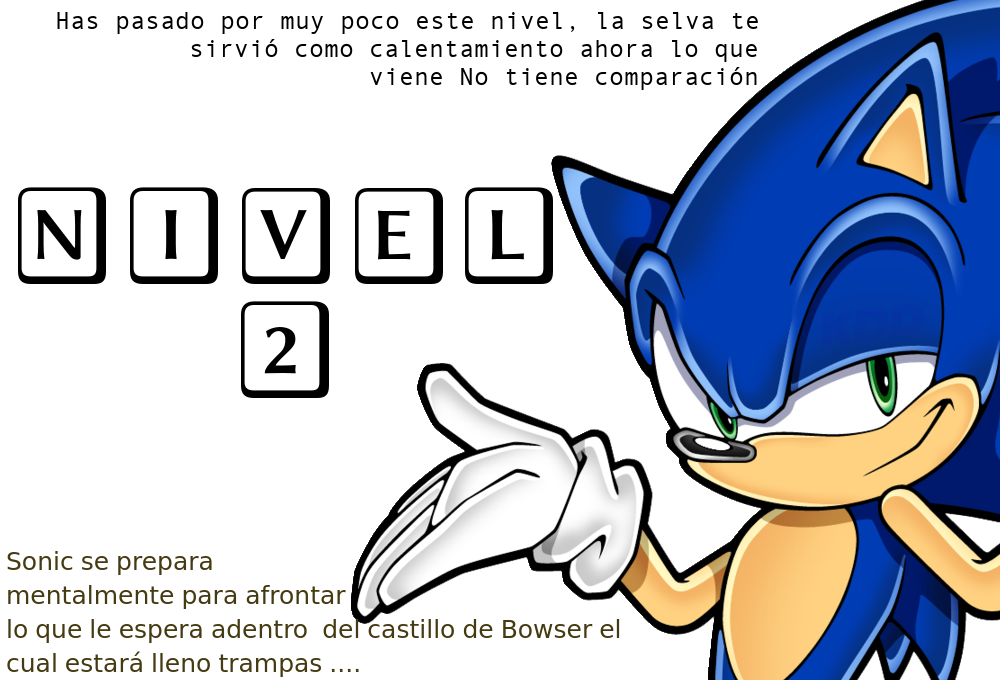 Has pasado por muy poco este nivel, la selva te
sirvió como calentamiento ahora lo que
viene No tiene comparación
NIVEL
2
Sonic se prepara
mentalmente para afrontar
lo que le espera adentro  del castillo de Bowser el
cual estará lleno trampas ....